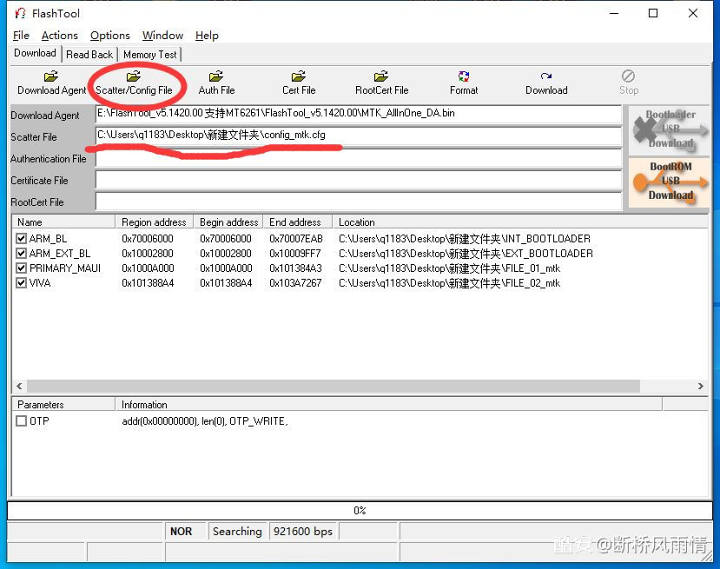 FlashTool
File Actions Options Window Help
Download Read Back Memory Test
Download Agent Scatter/Config File Auth File Cert File RootCert File Format Download Stop
Download Agent E:\FlashTool_v5.1420.00 支持MT6261\FlashTool_v5.1420.00\MTK_AllInOne_DA.bin
Scatter File C:\Users\q1183\Desktop\新建文件夹\config_mtk.cfg
Authentication File
Certificate File
RootCert File
Bootloader
USB
Download
BootROM
USB
Download
Name Region address Begin address End address Location
ARM_BL 0x70006000 0x70006000 0x70007EAB C:\Users\q1183\Desktop\新建文件夹\INT_BOOTLOADER
ARM_EXT_BL 0x10002800 0x10002800 0x10009FF7 C:\Users\q1183\Desktop\新建文件夹\EXT_BOOTLOADER
PRIMARY_MAUI 0x1000A000 0x1000A000 0x101384A3 C:\Users\q1183\Desktop\新建文件夹\FILE_01_mtk
VIVA 0x101388A4 0x101388A4 0x103A7267 C:\Users\q1183\Desktop\新建文件夹\FILE_02_mtk
Parameters Information
OTP addr(0x00000000), len(0), OTP_WRITE,
0%
NOR Searching 921600 bps
@断桥风雨情